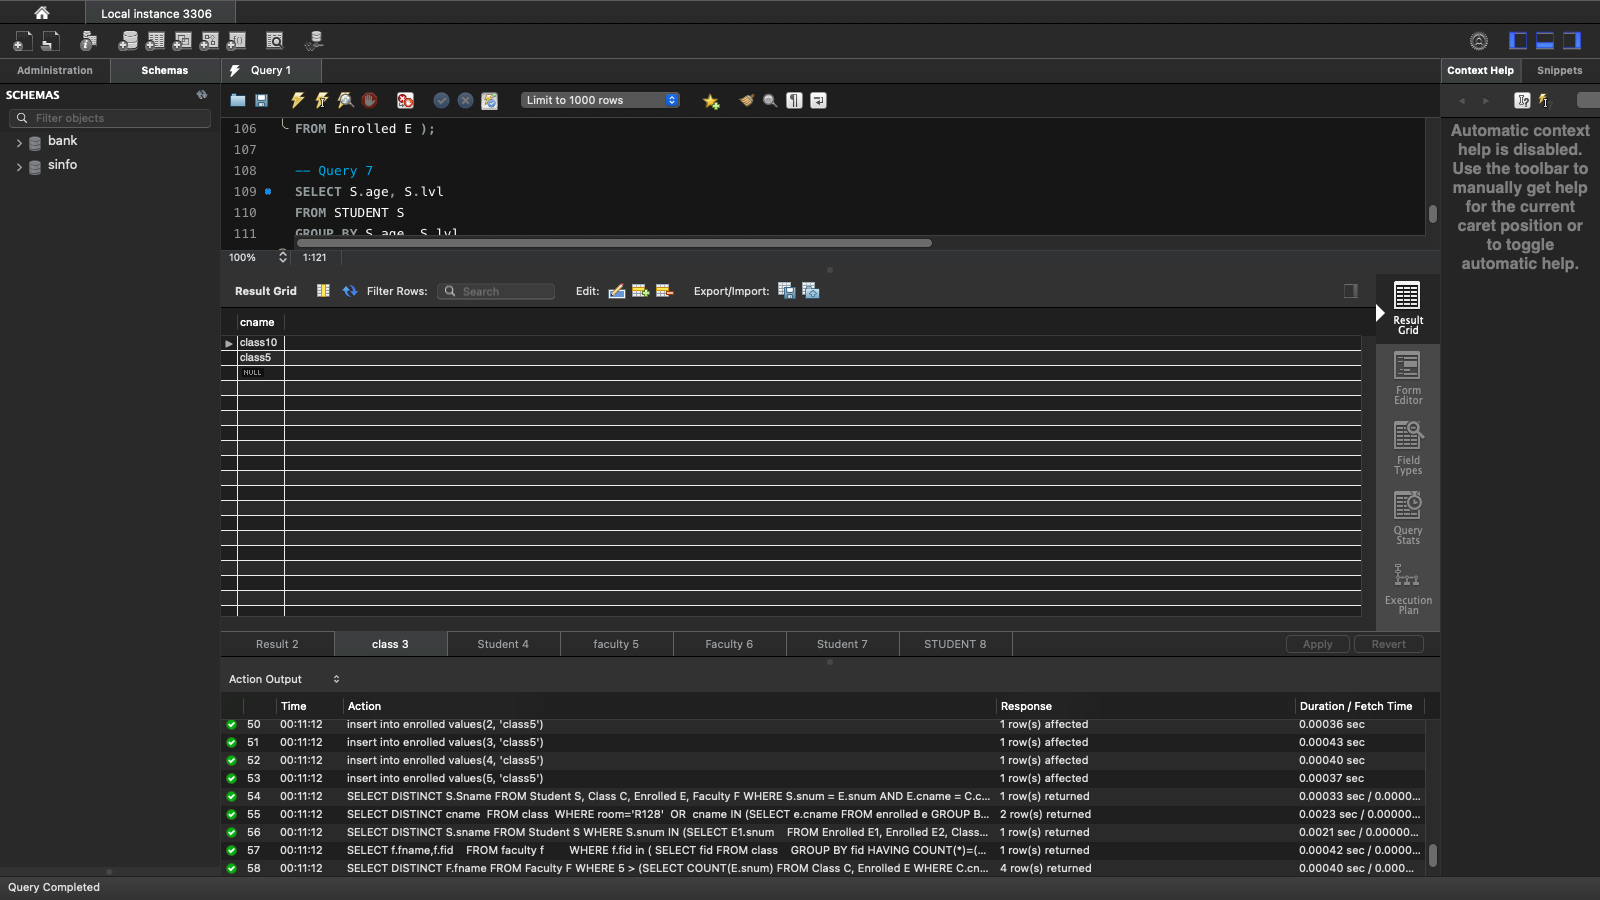 Local instance 3306
Administration
Schemas
Query 1
Context Help
Snippets
SCHEMAS
Filter objects
bank
sinfo
Limit to 1000 rows
106 FROM Enrolled E );
107
108 -- Query 7
109 SELECT S.age, S.lvl
110 FROM STUDENT S
111 GROUP BY S.age, S.lvl
100% 1:121
Automatic context
help is disabled.
Use the toolbar to
manually get help
for the current
caret position or
to toggle
automatic help.
Result Grid
Filter Rows:
Search
Edit:
Export/Import:
cname
class10
class5
NULL
Result
Grid
Form
Editor
Field
Types
Query
Stats
Execution
Plan
Result 2
class 3
Student 4
faculty 5
Faculty 6
Student 7
STUDENT 8
Apply
Revert
Action Output
Time Action Response Duration / Fetch Time
50 00:11:12 insert into enrolled values(2, 'class5') 1 row(s) affected 0.00036 sec
51 00:11:12 insert into enrolled values(3, 'class5') 1 row(s) affected 0.00043 sec
52 00:11:12 insert into enrolled values(4, 'class5') 1 row(s) affected 0.00040 sec
53 00:11:12 insert into enrolled values(5, 'class5') 1 row(s) affected 0.00037 sec
54 00:11:12 SELECT DISTINCT S.Sname FROM Student S, Class C, Enrolled E, Faculty F WHERE S.snum = E.snum AND E.cname = C.c... 1 row(s) returned 0.00033 sec / 0.0000...
55 00:11:12 SELECT DISTINCT cname FROM class WHERE room='R128' OR cname IN (SELECT e.cname FROM enrolled e GROUP B... 2 row(s) returned 0.0023 sec / 0.0000...
56 00:11:12 SELECT DISTINCT S.sname FROM Student S WHERE S.snum IN (SELECT E1.snum FROM Enrolled E1, Enrolled E2, Class... 1 row(s) returned 0.0021 sec / 0.00000...
57 00:11:12 SELECT f.fname,f.fid FROM faculty f WHERE f.fid in ( SELECT fid FROM class GROUP BY fid HAVING COUNT(*)=(... 1 row(s) returned 0.00042 sec / 0.000...
58 00:11:12 SELECT DISTINCT F.fname FROM Faculty F WHERE 5 > (SELECT COUNT(E.snum) FROM Class C, Enrolled E WHERE C.cn... 4 row(s) returned 0.00040 sec / 0.000...
Query Completed